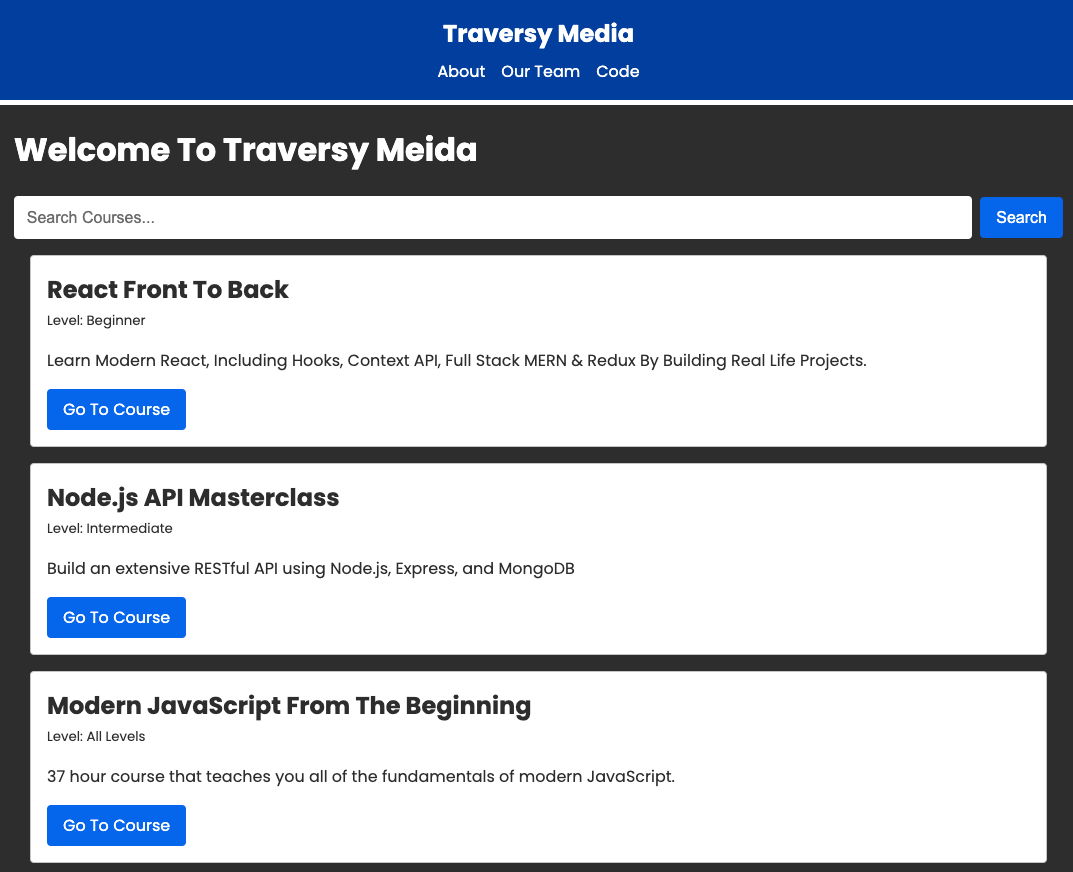 Traversy Media
About Our Team Code
Welcome To Traversy Meida
Search Courses...
Search
React Front To Back
Level: Beginner
Learn Modern React, Including Hooks, Context API, Full Stack MERN & Redux By Building Real Life Projects.
Go To Course
Node.js API Masterclass
Level: Intermediate
Build an extensive RESTful API using Node.js, Express, and MongoDB
Go To Course
Modern JavaScript From The Beginning
Level: All Levels
37 hour course that teaches you all of the fundamentals of modern JavaScript.
Go To Course